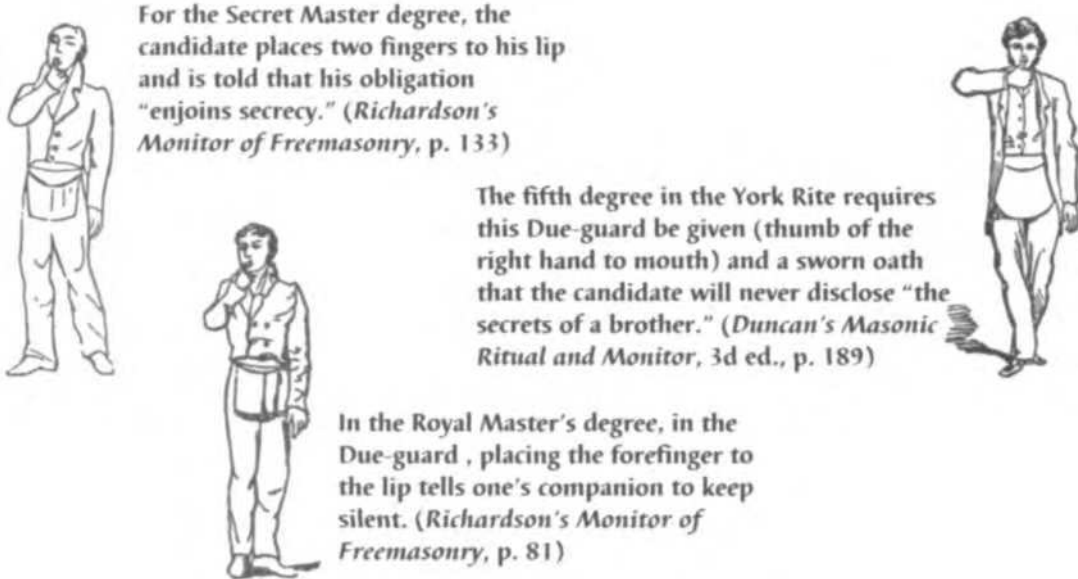 For the Secret Master degree, the
candidate places two fingers to his lip
and is told that his obligation
“enjoins secrecy.” (Richardson's
Monitor of Freemasonry, p. 133)
The fifth degree in the York Rite requires
this Due-guard be given (thumb of the
right hand to mouth) and a sworn oath
that the candidate will never disclose “the
secrets of a brother.” (Duncan's Masonic
Ritual and Monitor, 3d ed., p. 189)
In the Royal Master's degree, in the
Due-guard , placing the forefinger to
the lip tells one's companion to keep
silent. (Richardson's Monitor of
Freemasonry, p. 81)